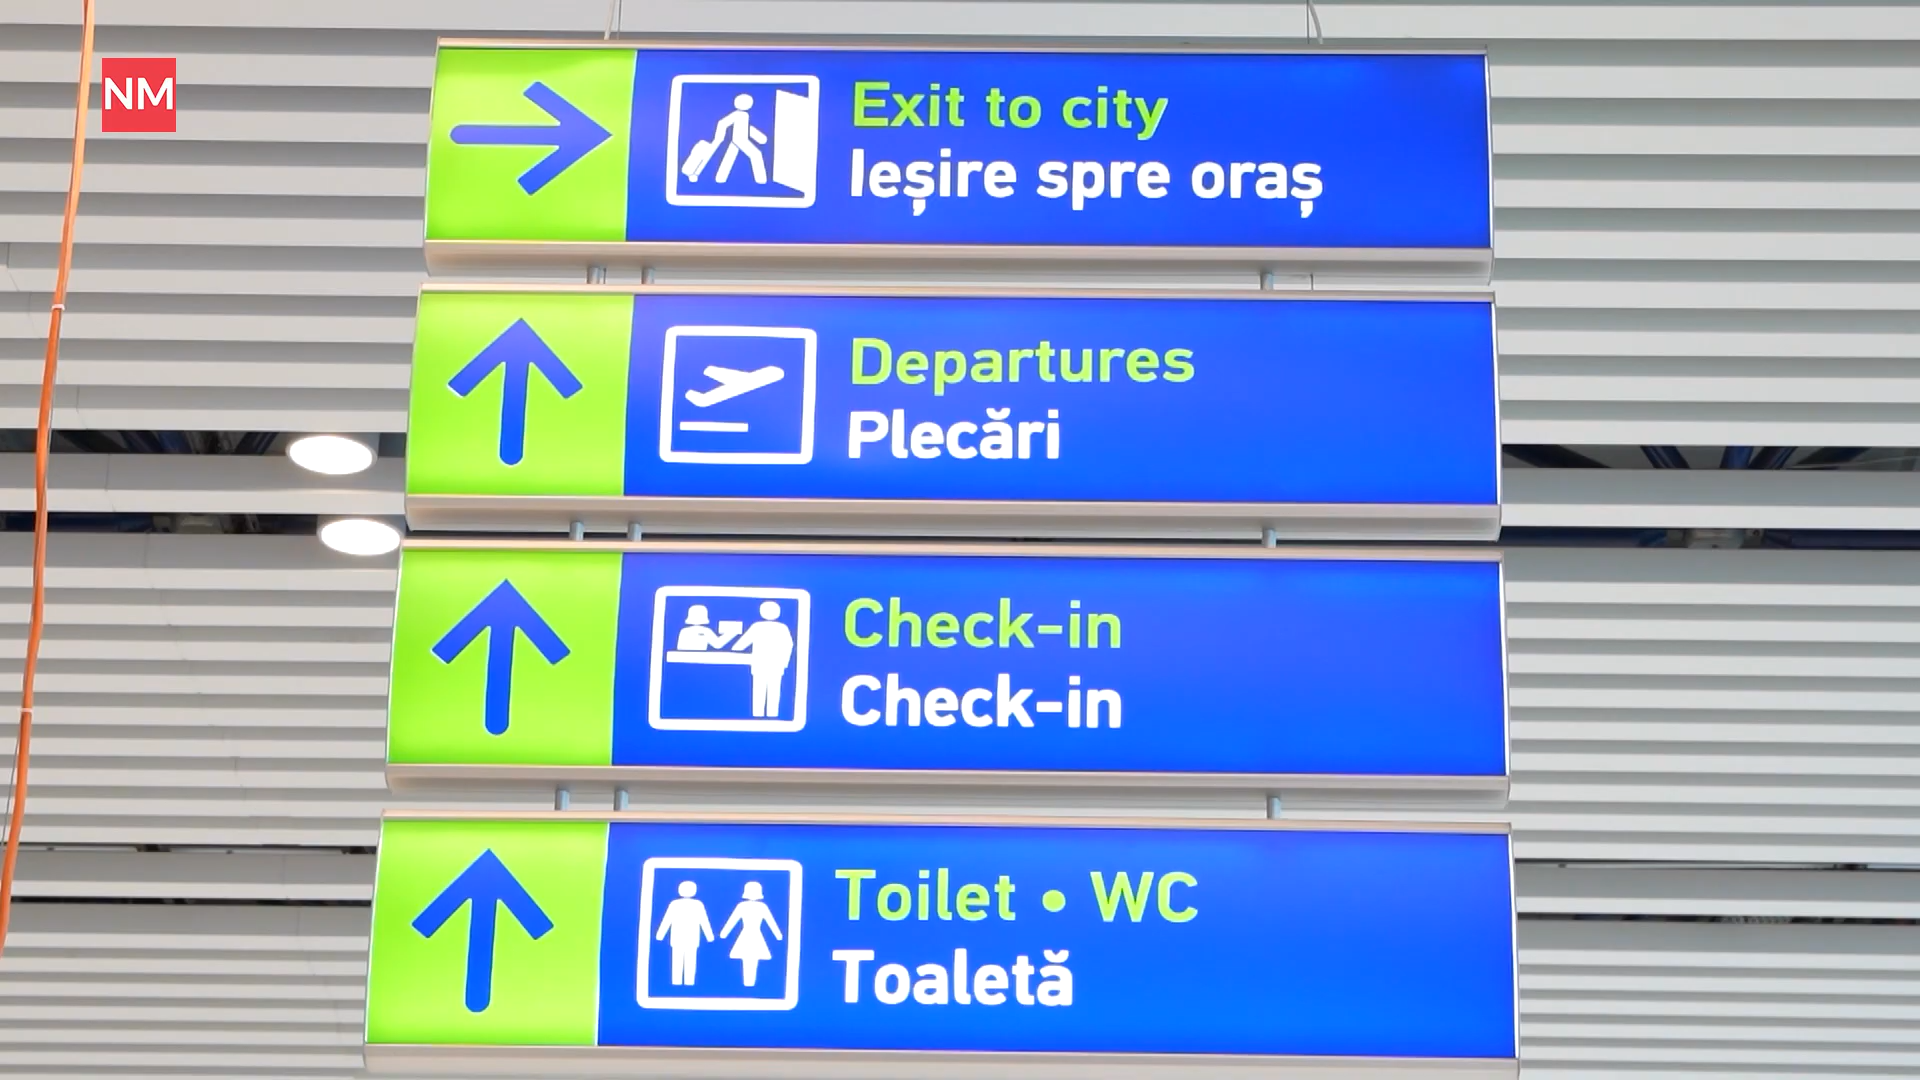 NM
Exit to city
Ieșire spre oraș
Departures
Plecări
Check-in
Check-in
Toilet • WC
Toaletă